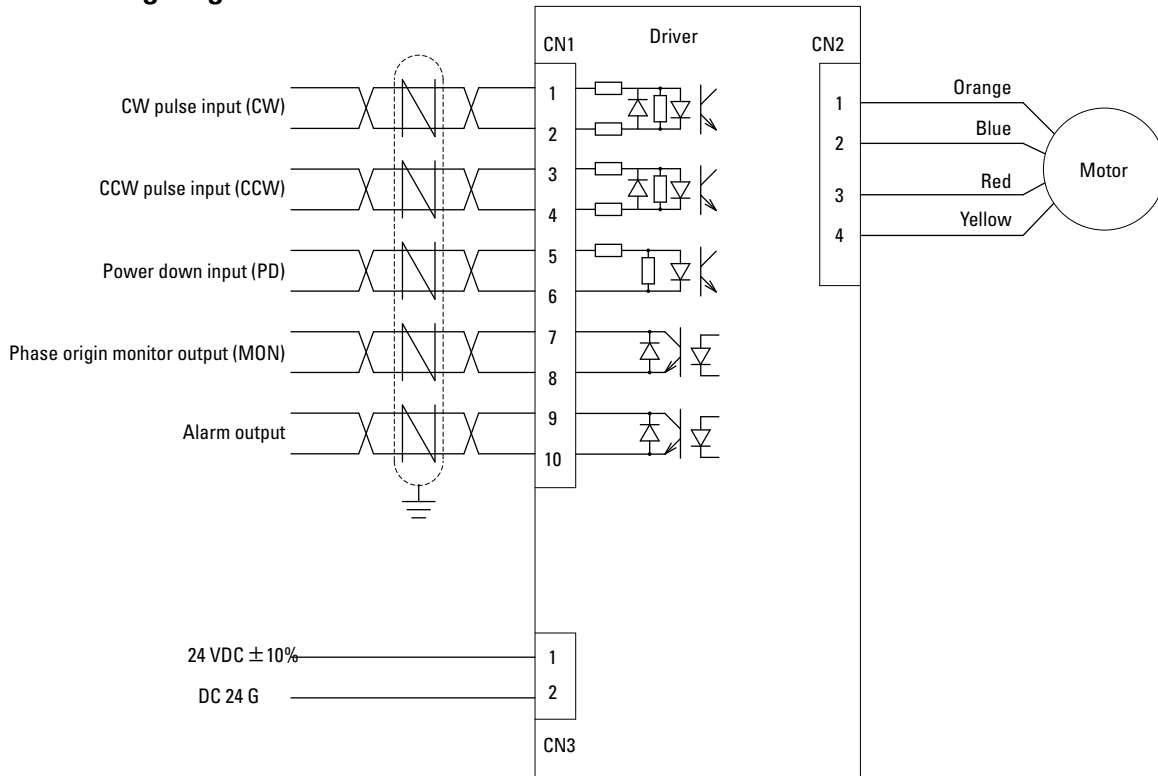 CN1
Driver
CN2
CW pulse input (CW)
1
2
CCW pulse input (CCW)
3
4
Power down input (PD)
5
6
Phase origin monitor output (MON)
7
8
Alarm output
9
10
1
Orange
2
Blue
3
Red
4
Yellow
Motor
24 VDC ±10%
1
DC 24 G
2
CN3